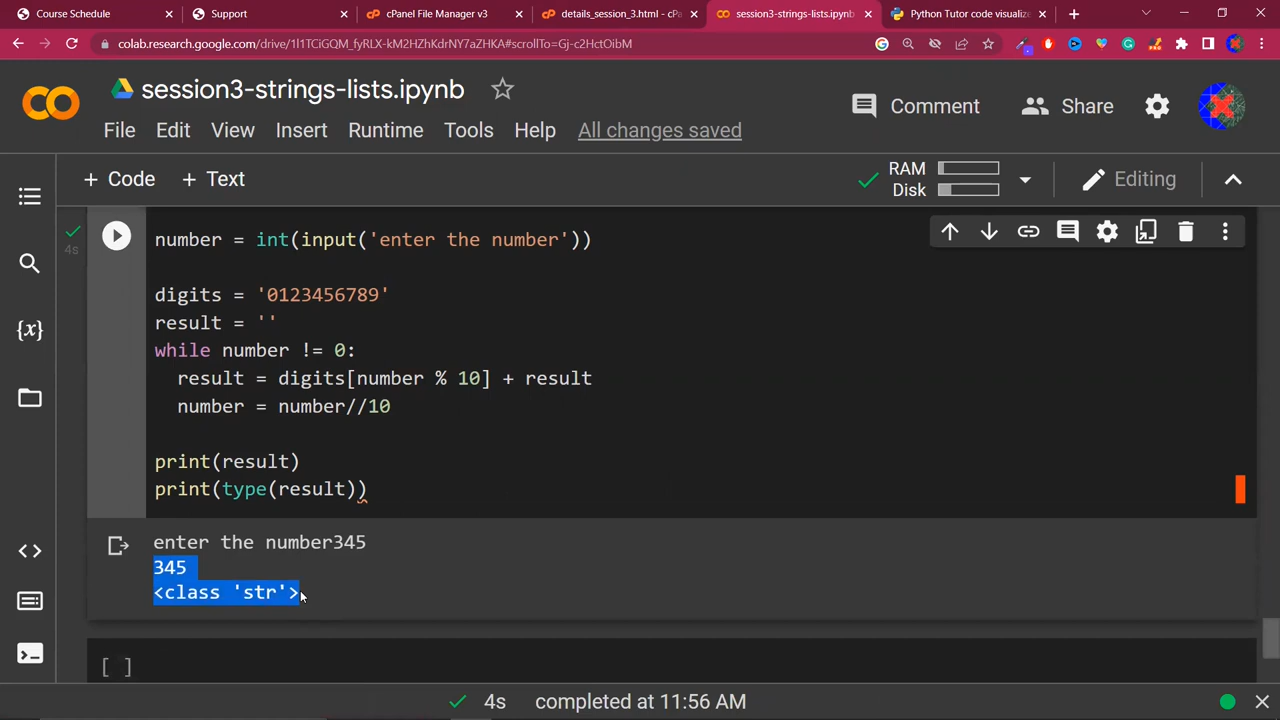 Course Schedule
Support
cPanel File Manager v3
details_session_3.html - cPa
session3-strings-lists.ipynb
Python Tutor code visualize
colab.research.google.com/drive/1l1TCiGQM_fyRLX-kM2HZhKdrNY7aZHKA#scrollTo=Gj-c2HctOibM
session3-strings-lists.ipynb
Comment
Share
File Edit View Insert Runtime Tools Help All changes saved
+ Code + Text
RAM
Disk
Editing
{x}
4s
number = int(input('enter the number'))
digits = '0123456789'
result = ''
while number != 0:
result = digits[number % 10] + result
number = number//10
print(result)
print(type(result))
enter the number345
345
<class 'str'>
[ ]
4s completed at 11:56 AM